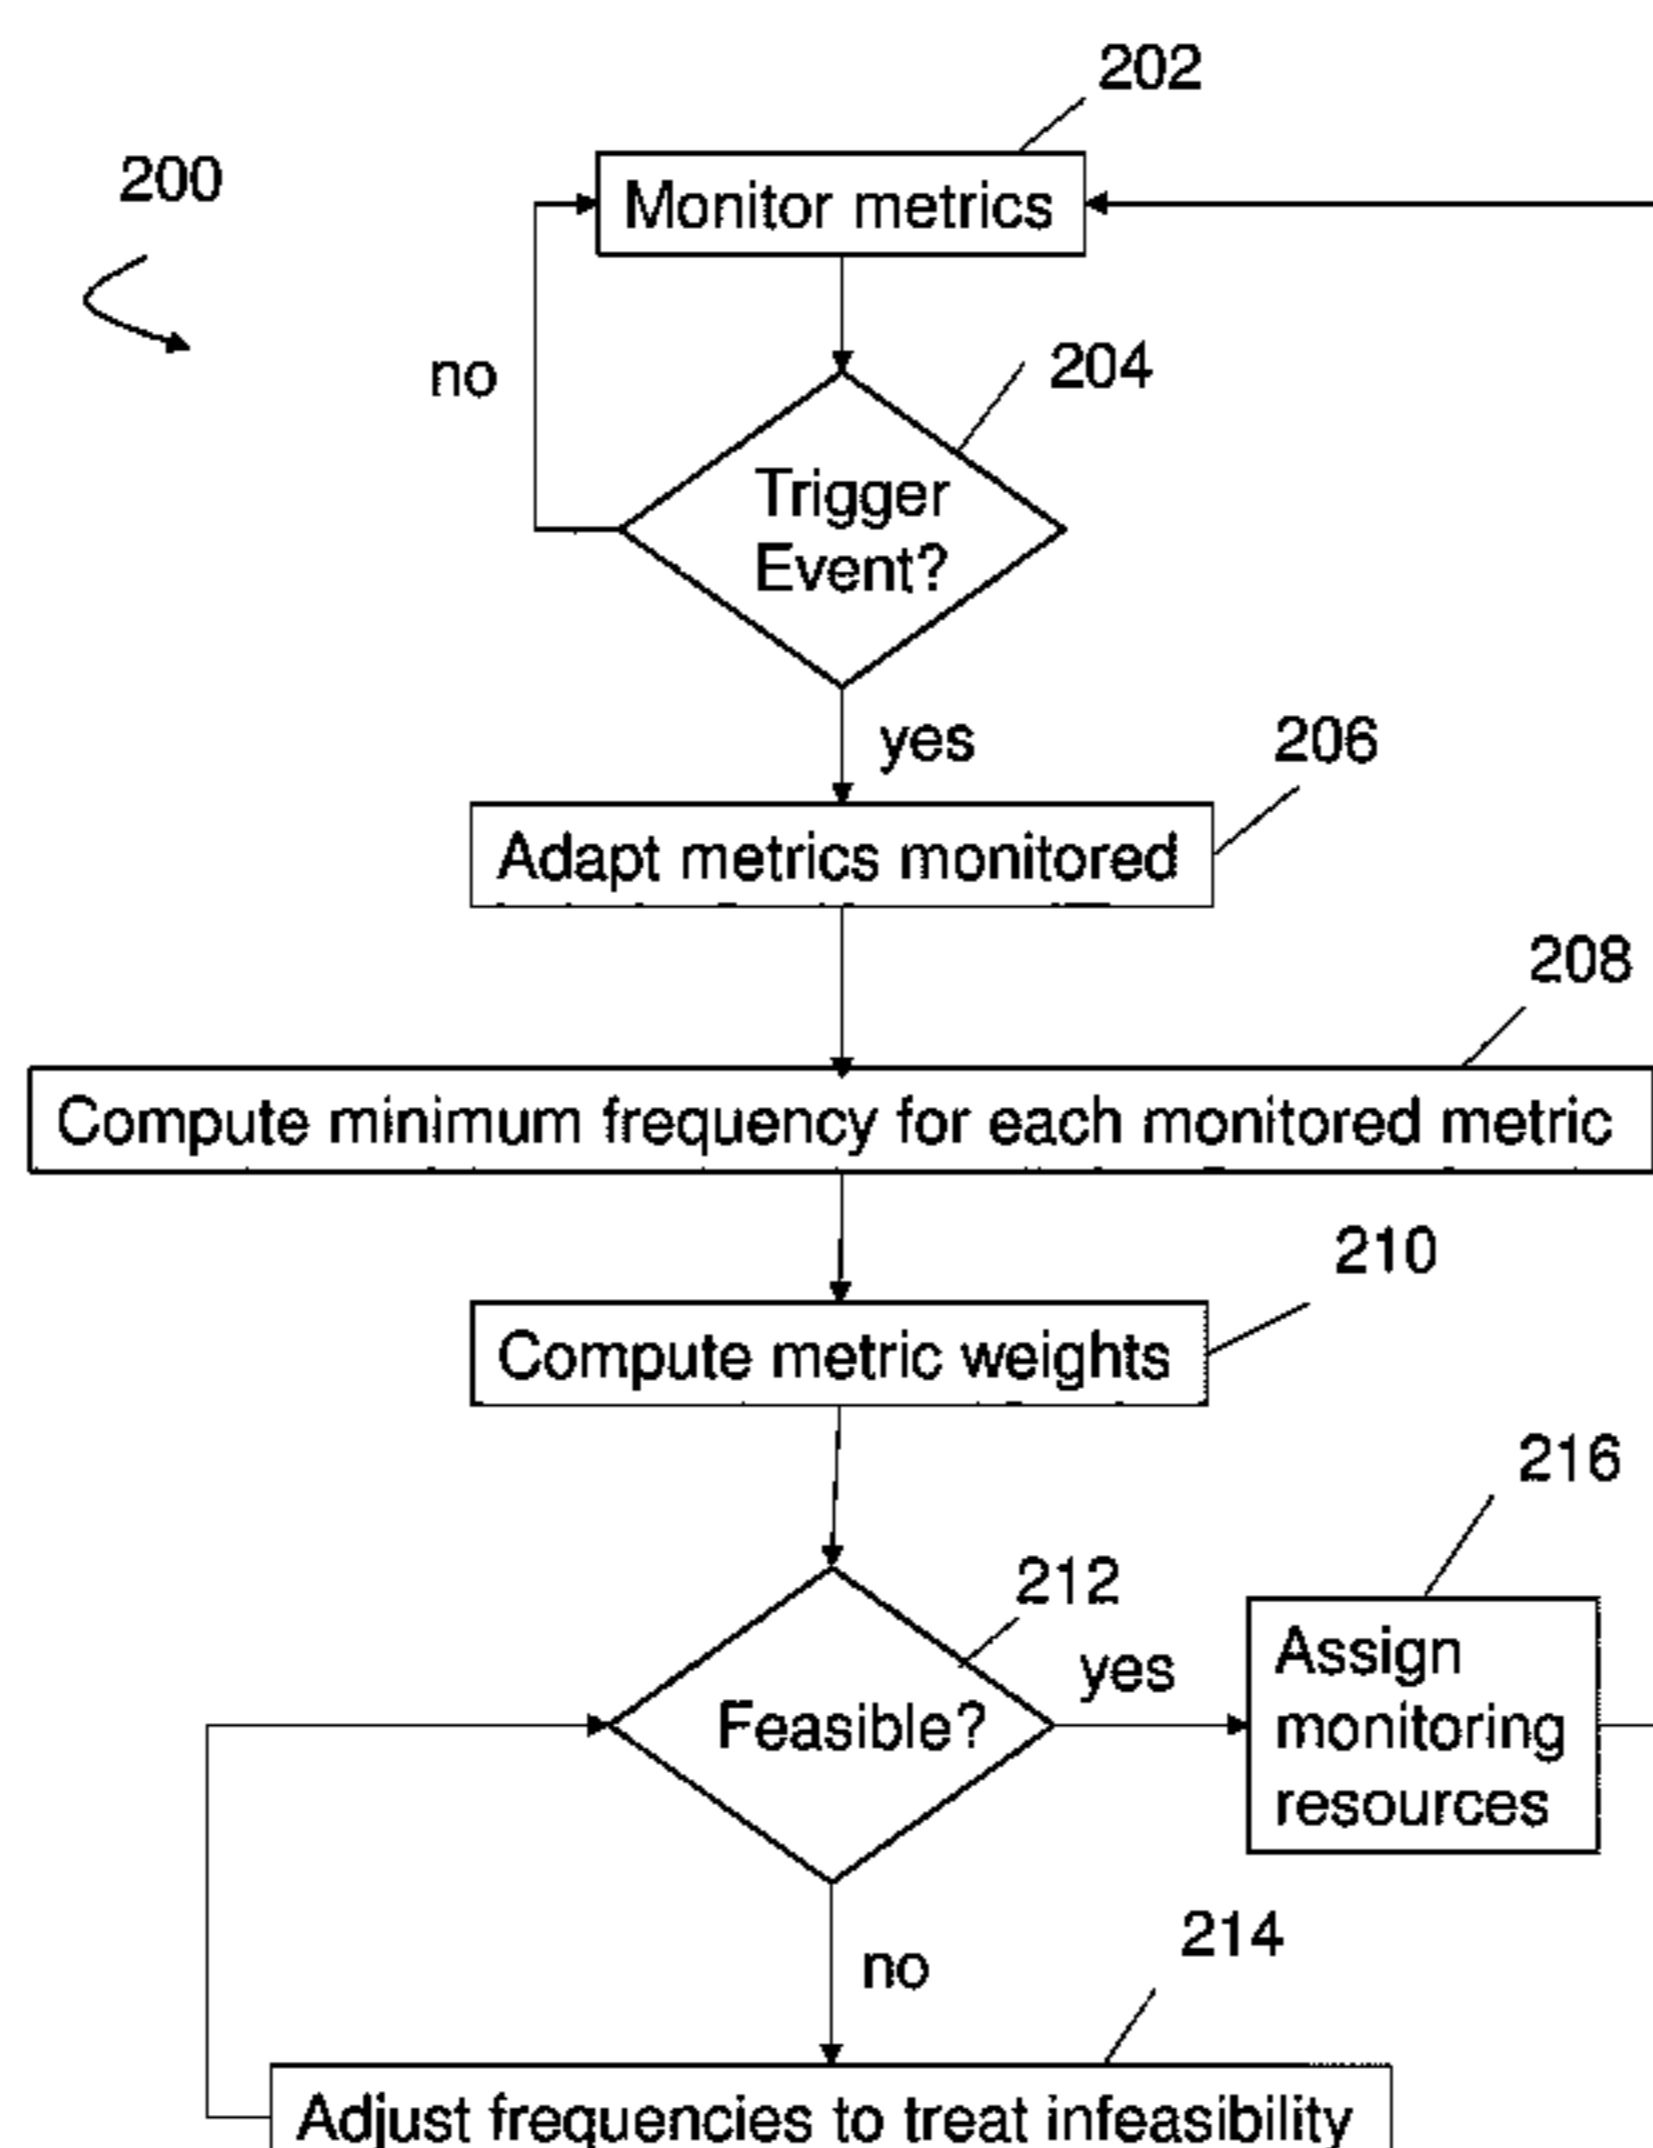 202
200
Monitor metrics
204
no
Trigger
Event?
yes
206
Adapt metrics monitored
208
Compute minimum frequency for each monitored metric
210
Compute metric weights
216
212
yes
Assign
monitoring
resources
Feasible?
214
no
Adjust frequencies to treat infeasibility